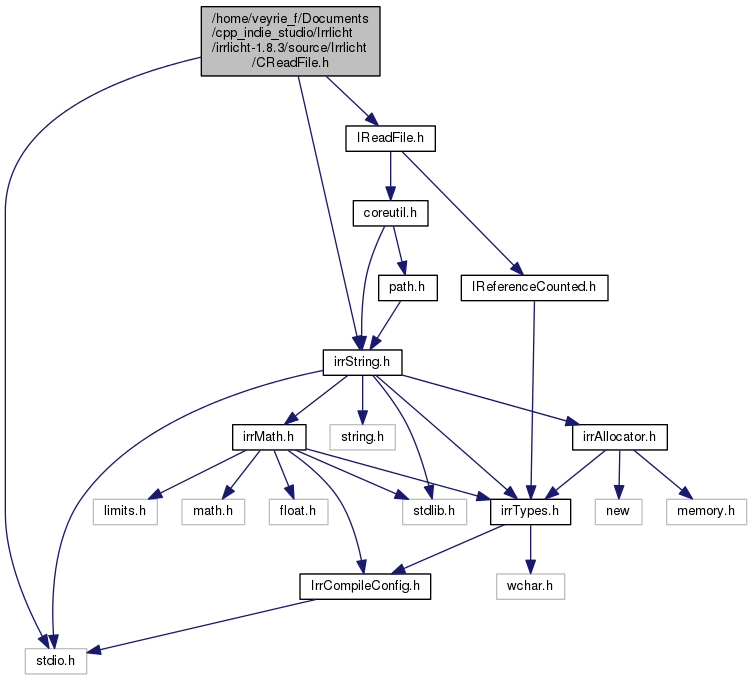 /home/veyrie_f/Documents
/cpp_indie_studio/Irrlicht
/irrlicht-1.8.3/source/Irrlicht
/CReadFile.h
IReadFile.h
coreutil.h
path.h
IReferenceCounted.h
irrString.h
irrMath.h
string.h
irrAllocator.h
limits.h
math.h
float.h
stdlib.h
irrTypes.h
new
memory.h
IrrCompileConfig.h
wchar.h
stdio.h